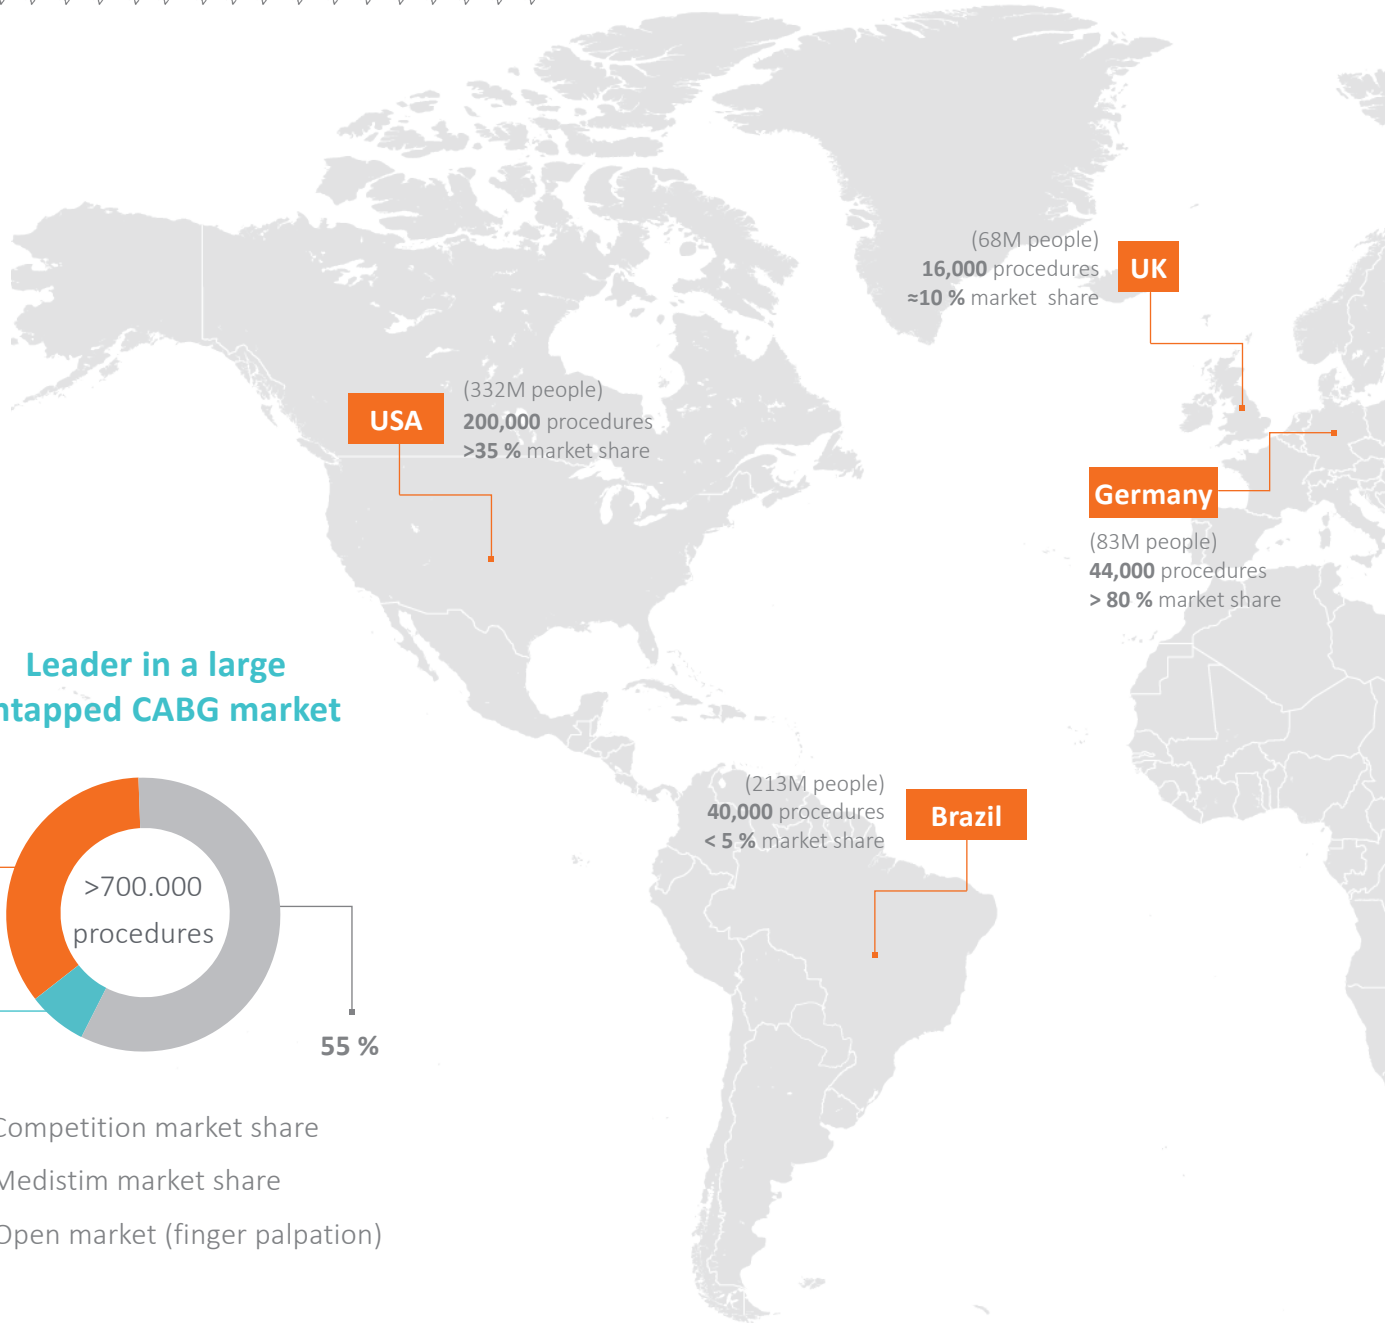 (68M people)
16,000 procedures
≈10 % market share
UK
USA
(332M people)
200,000 procedures
>35 % market share
Germany
(83M people)
44,000 procedures
> 80 % market share
Leader in a large
ntapped CABG market
(213M people)
40,000 procedures
< 5 % market share
Brazil
>700.000
procedures
55 %
Competition market share
Medistim market share
Open market (finger palpation)